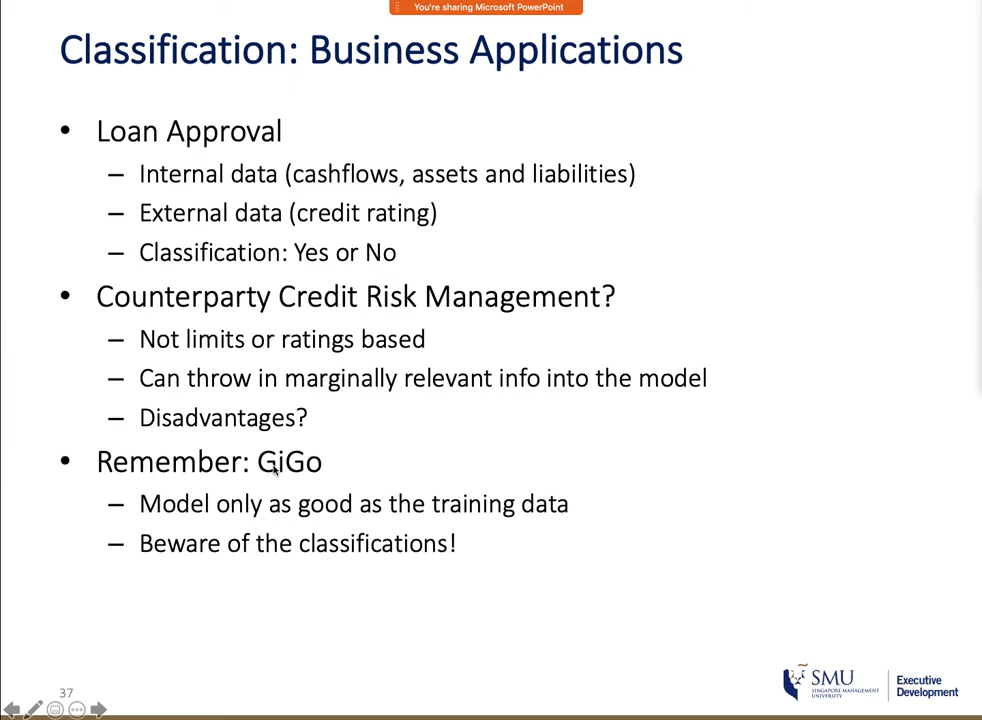 You're sharing Microsoft PowerPoint
Classification: Business Applications
• Loan Approval
– Internal data (cashflows, assets and liabilities)
– External data (credit rating)
– Classification: Yes or No
• Counterparty Credit Risk Management?
– Not limits or ratings based
– Can throw in marginally relevant info into the model
– Disadvantages?
• Remember: GiGo
– Model only as good as the training data
– Beware of the classifications!
37
SMU
SINGAPORE MANAGEMENT
UNIVERSITY
Executive
Development